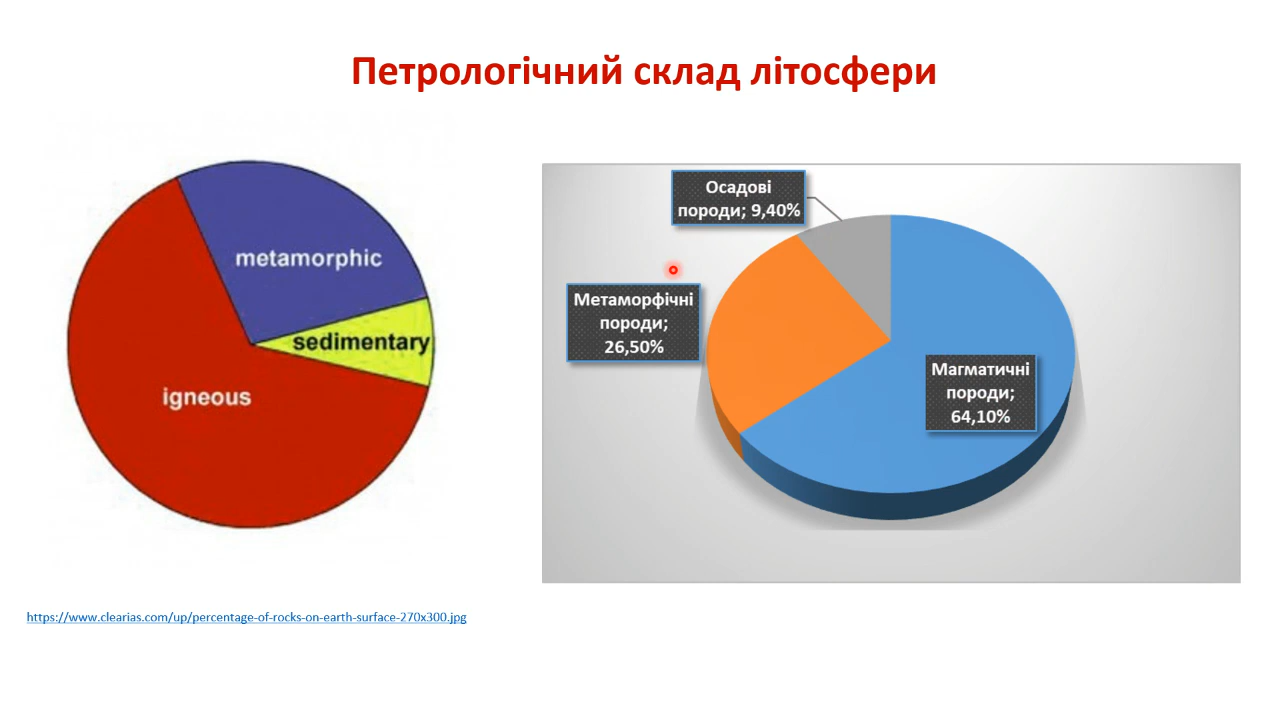 Петрологічний склад літосфери
metamorphic
sedimentary
igneous
Осадові
породи; 9,40%
Метаморфічні
породи;
26,50%
Магматичні
породи;
64,10%
https://www.clearias.com/up/percentage-of-rocks-on-earth-surface-270x300.jpg